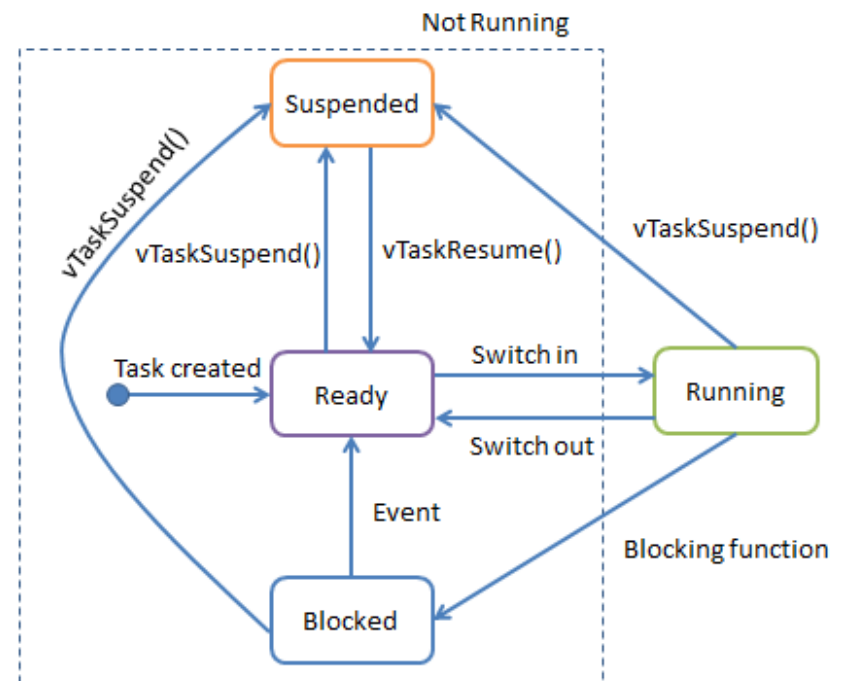 Not Running
Suspended
vTaskSuspend()
vTaskSuspend()
vTaskResume()
vTaskSuspend()
Task created
Ready
Switch in
Running
Switch out
Event
Blocking function
Blocked